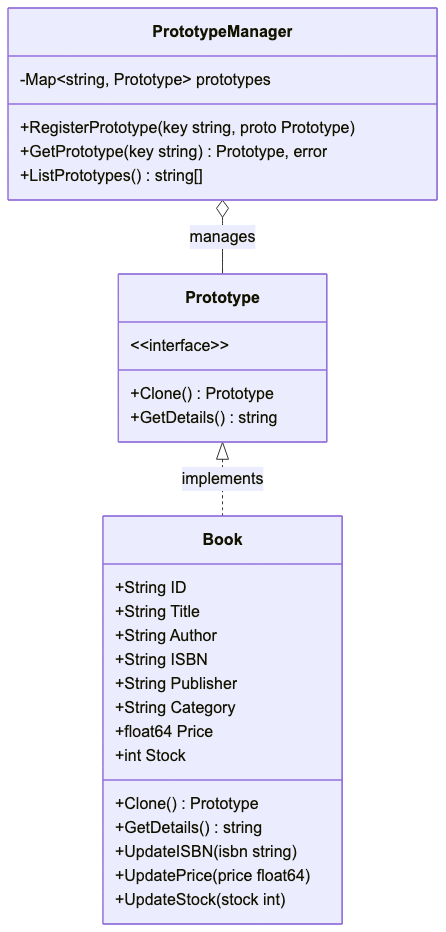 PrototypeManager
-Map<string, Prototype> prototypes
+RegisterPrototype(key string, proto Prototype)
+GetPrototype(key string) : Prototype, error
+ListPrototypes() : string[]
manages
Prototype
<<interface>>
+Clone() : Prototype
+GetDetails() : string
implements
Book
+String ID
+String Title
+String Author
+String ISBN
+String Publisher
+String Category
+float64 Price
+int Stock
+Clone() : Prototype
+GetDetails() : string
+UpdateISBN(isbn string)
+UpdatePrice(price float64)
+UpdateStock(stock int)